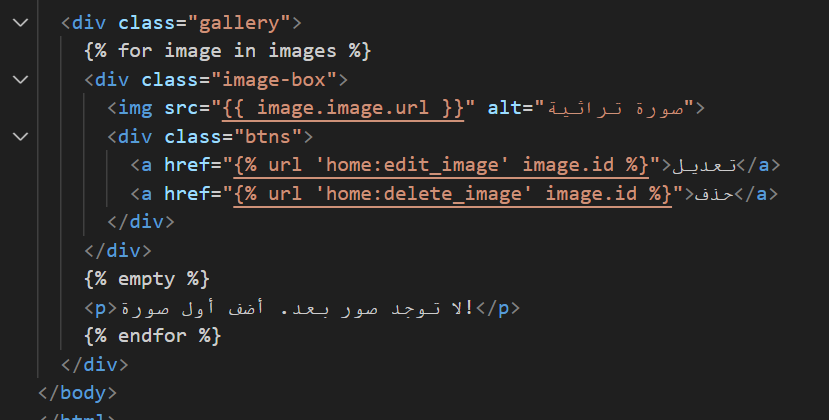 <div class="gallery">
{% for image in images %}
<div class="image-box">
<img src="{{ image.image.url }}" alt="صورة تراثية">
<div class="btns">
<a href="{% url 'home:edit_image' image.id %}">تعديل</a>
<a href="{% url 'home:delete_image' image.id %}">حذف</a>
</div>
</div>
{% empty %}
<p>لا توجد صور بعد. أضف أول صورة!</p>
{% endfor %}
</div>
</body>
</html>